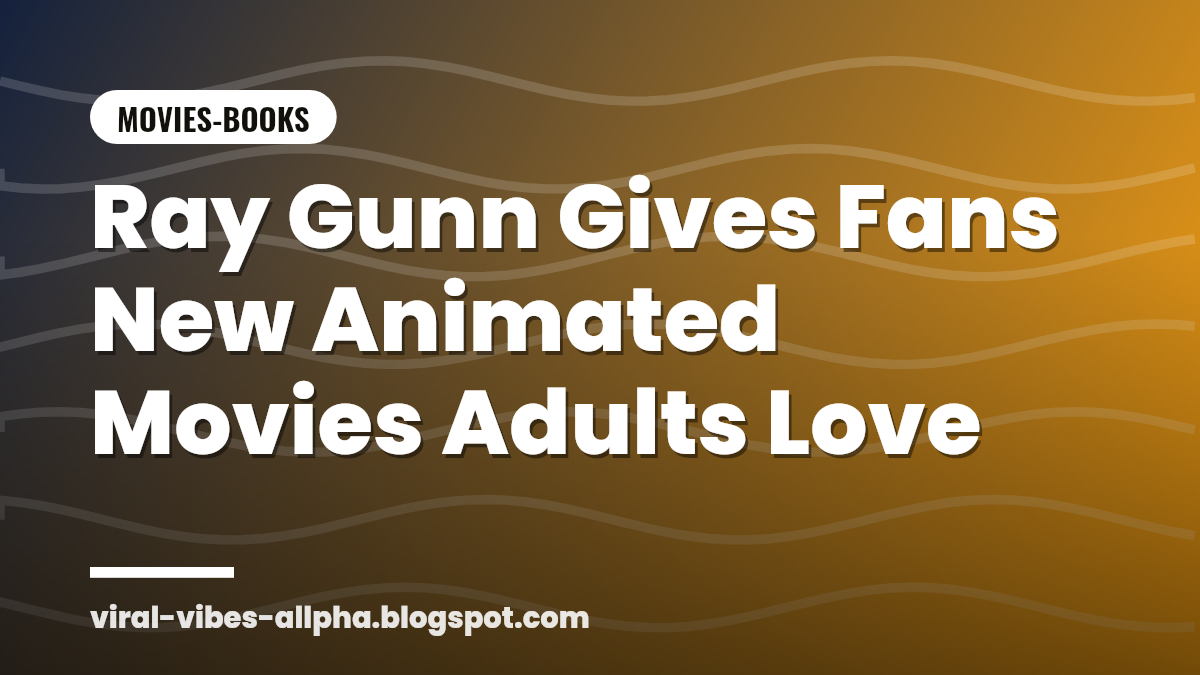 MOVIES-BOOKS
Ray Gunn Gives Fans
New Animated
Movies Adults Love
viral-vibes-allpha.blogspot.com